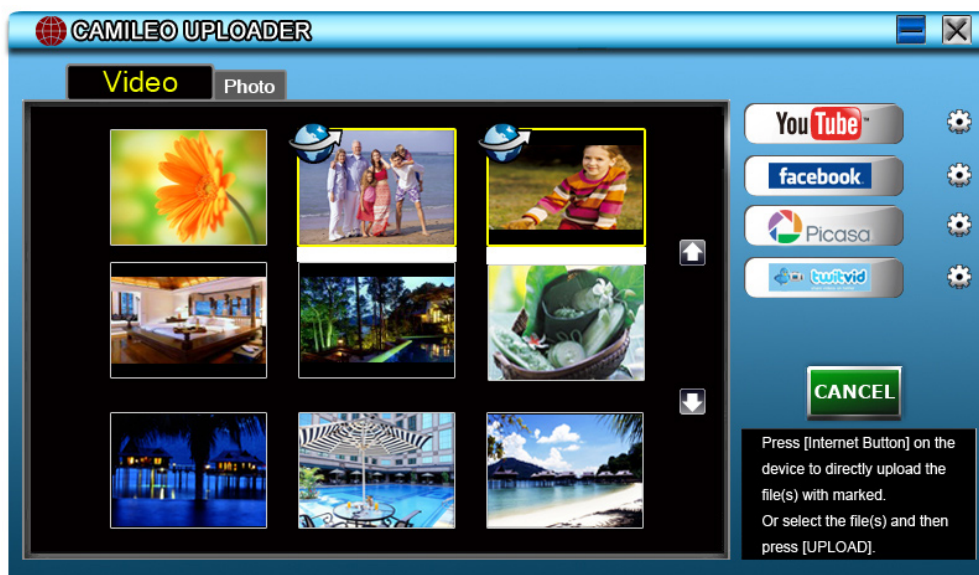 CAMILEO UPLOADER
Video
Photo
YouTube
facebook
Picasa
twitvid
CANCEL
Press [Internet Button] on the
device to directly upload the
file(s) with marked.
Or select the file(s) and then
press [UPLOAD].